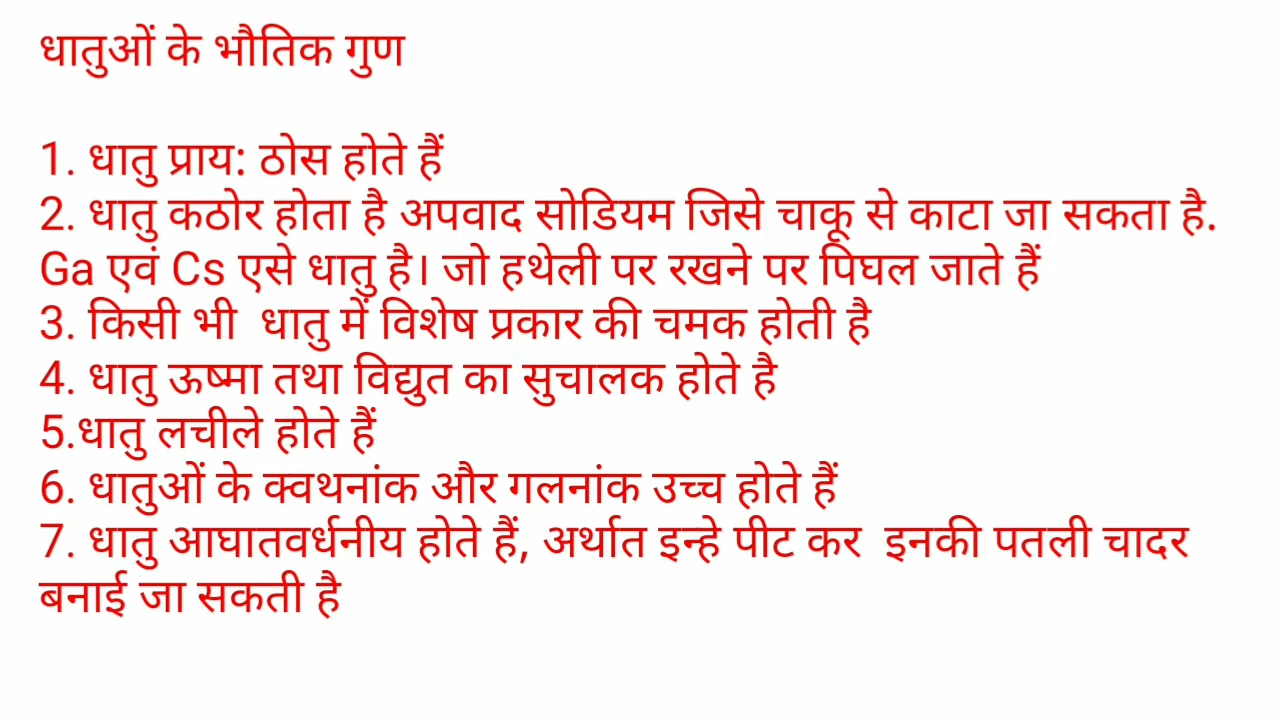 धातुओं के भौतिक गुण
1. धातु प्राय: ठोस होते हैं
2. धातु कठोर होता है अपवाद सोडियम जिसे चाकू से काटा जा सकता है.
Ga एवं Cs एसे धातु है। जो हथेली पर रखने पर पिघल जाते हैं
3. किसी भी  धातु में विशेष प्रकार की चमक होती है
4. धातु ऊष्मा तथा विद्युत का सुचालक होते है
5.धातु लचीले होते हैं
6. धातुओं के क्वथनांक और गलनांक उच्च होते हैं
7. धातु आघातवर्धनीय होते हैं, अर्थात इन्हे पीट कर  इनकी पतली चादर
बनाई जा सकती है